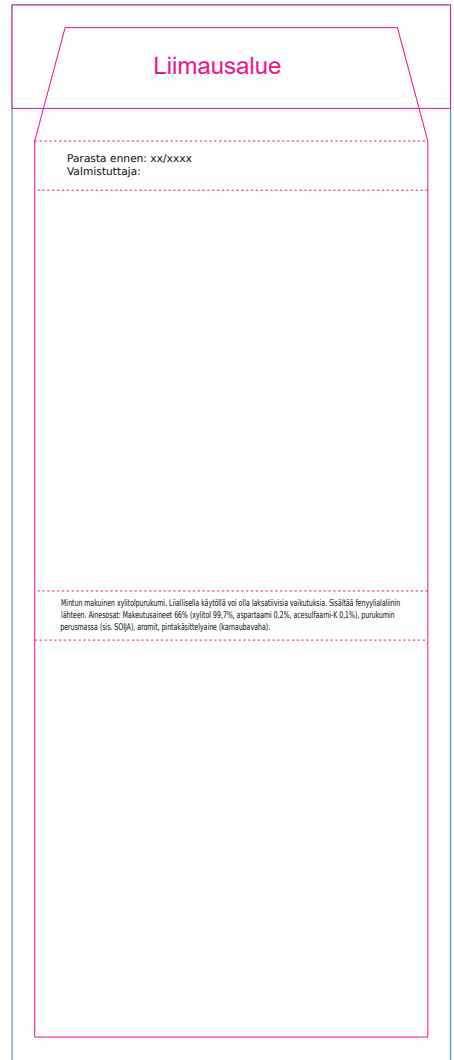 Liimausalue
Parasta ennen: xx/xxxx
Valmistuttaja:
Mintun makuinen xylitolpurukumi. Liiallisella käytöllä voi olla laksatiivisia vaikutuksia. Sisältää fenyylialaliinin
lähteen. Ainesosat: Makeutusaineet 66% (xylitol 99,7%, aspartaami 0,2%, acesulfaami-K 0,1%), purukumin
perusmassa (sis. SOIJA), aromit, pintakäsittelyaine (karnaubavaha).